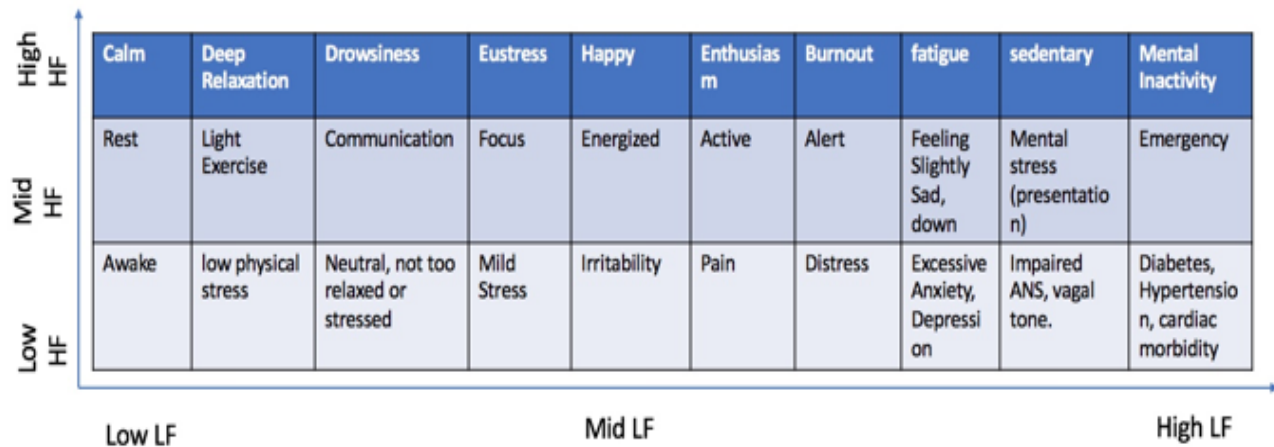 High HF
Calm
Deep
Relaxation
Drowsiness
Eustress
Happy
Enthusias
m
Burnout
fatigue
sedentary
Mental
Inactivity
Mid HF
Rest
Light
Exercise
Communication
Focus
Energized
Active
Alert
Feeling
Slightly
Sad,
down
Mental
stress
(presentatio
n)
Emergency
Low HF
Awake
low physical
stress
Neutral, not too
relaxed or
stressed
Mild
Stress
Irritability
Pain
Distress
Excessive
Anxiety,
Depressi
on
Impaired
ANS, vagal
tone.
Diabetes,
Hypertensio
n, cardiac
morbidity
Low LF
Mid LF
High LF